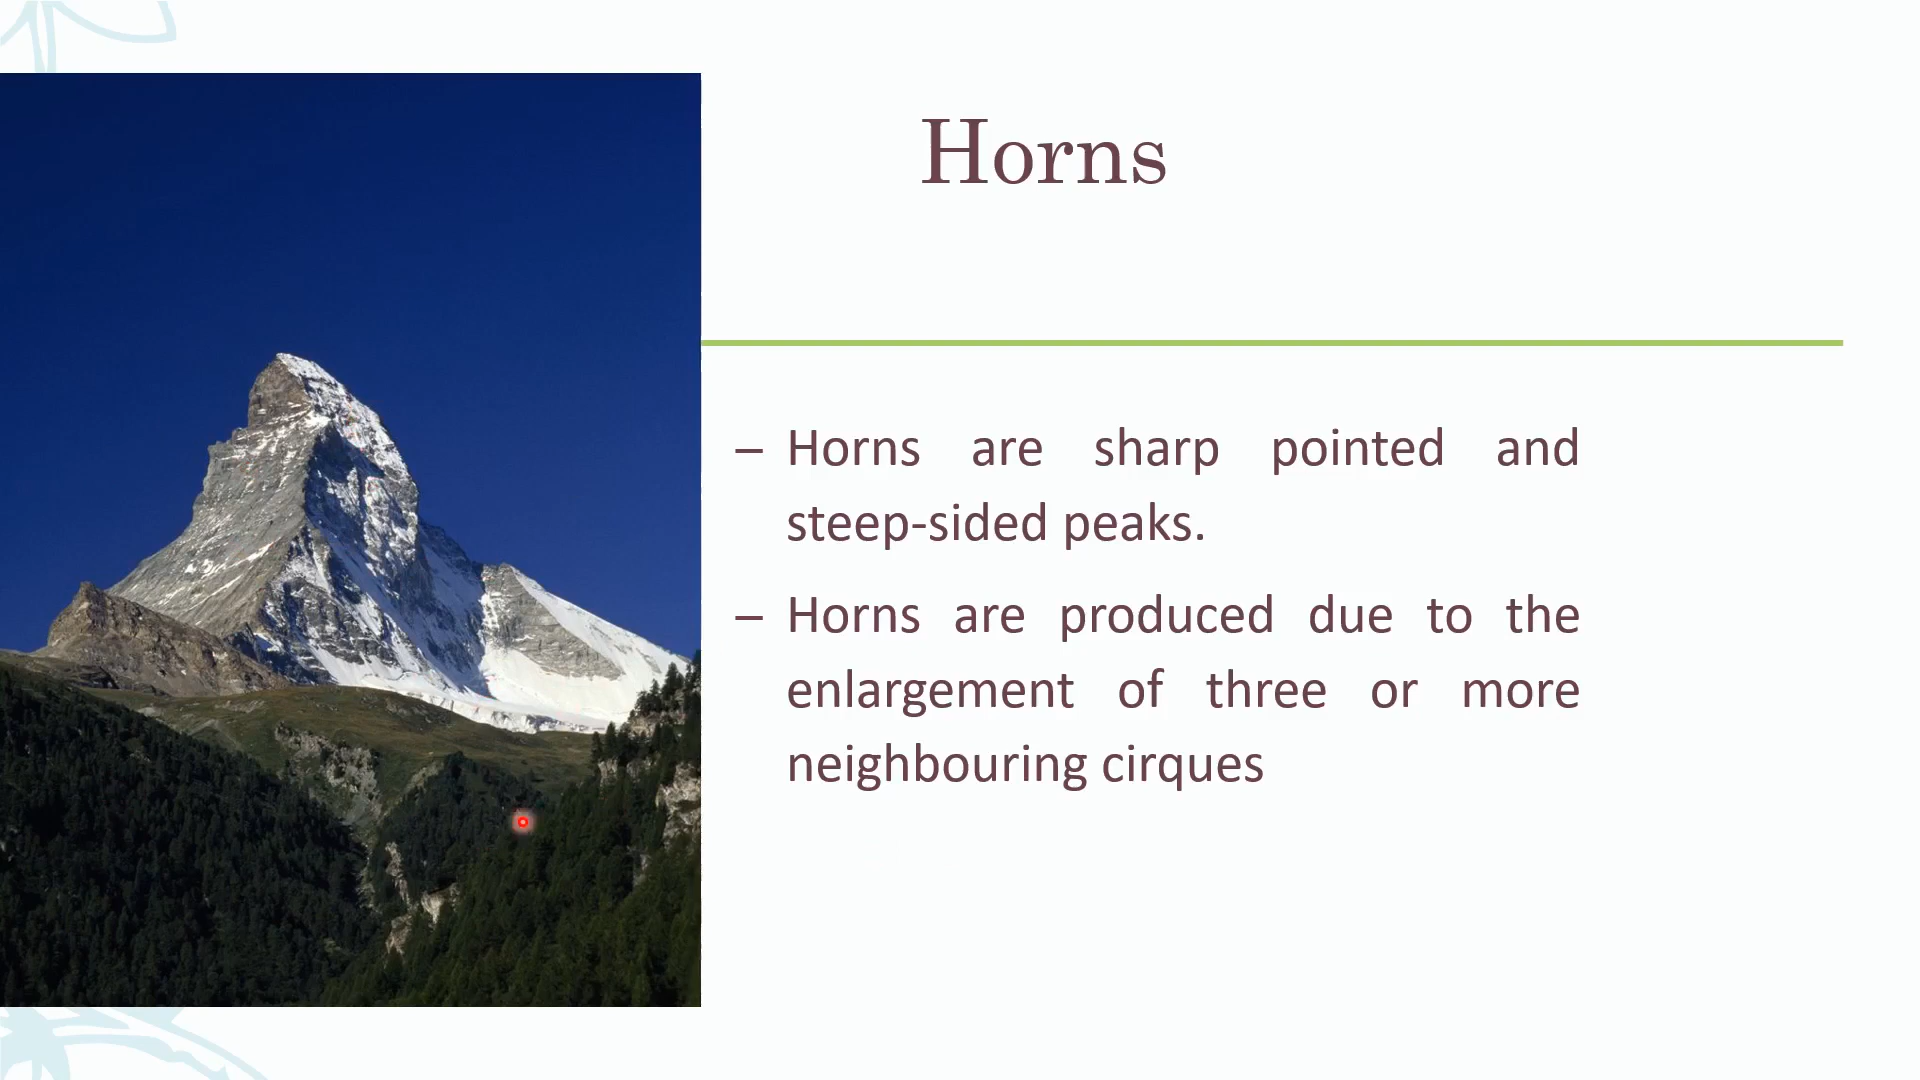 Horns
– Horns are sharp pointed and
steep-sided peaks.
– Horns are produced due to the
enlargement of three or more
neighbouring cirques